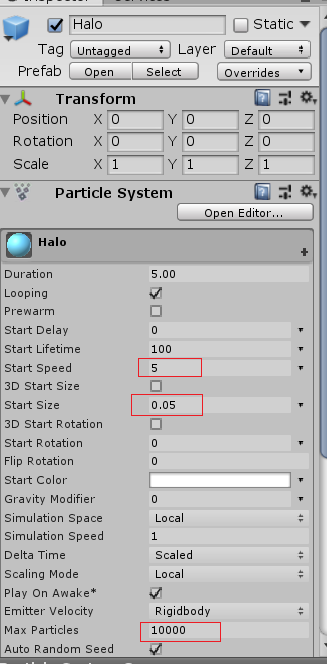 Halo Static
Tag Untagged Layer Default
Prefab Open Select Overrides
Transform
Position X 0 Y 0 Z 0
Rotation X 0 Y 0 Z 0
Scale X 1 Y 1 Z 1
Particle System
Open Editor...
Halo
Duration 5.00
Looping
Prewarm
Start Delay 0
Start Lifetime 100
Start Speed 5
3D Start Size
Start Size 0.05
3D Start Rotation
Start Rotation 0
Flip Rotation 0
Start Color
Gravity Modifier 0
Simulation Space Local
Simulation Speed 1
Delta Time Scaled
Scaling Mode Local
Play On Awake*
Emitter Velocity Rigidbody
Max Particles 10000
Auto Random Seed